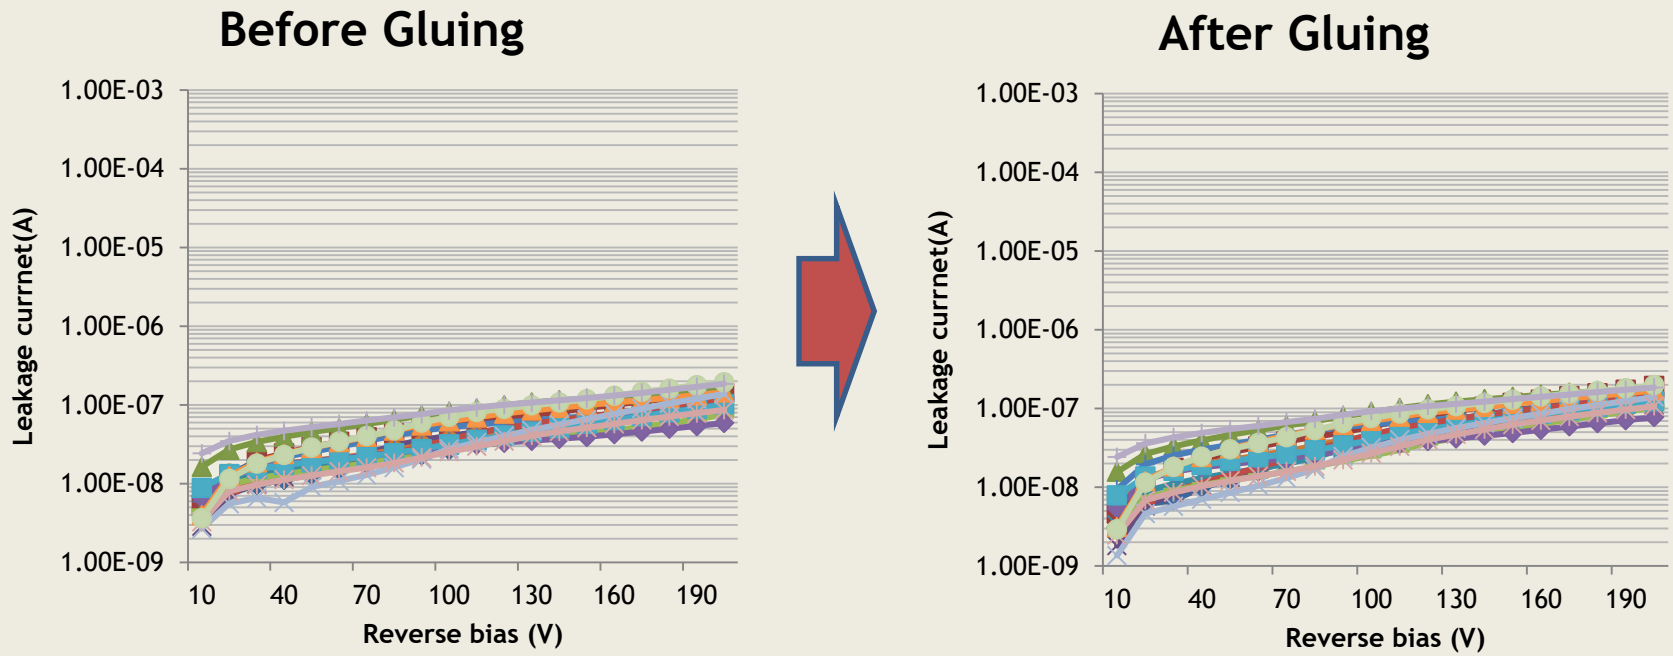 Before Gluing
1.00E-03
1.00E-04
1.00E-05
1.00E-06
1.00E-07
1.00E-08
1.00E-09
Leakage currnet(A)
10 40 70 100 130 160 190
Reverse bias (V)
After Gluing
1.00E-03
1.00E-04
1.00E-05
1.00E-06
1.00E-07
1.00E-08
1.00E-09
Leakage currnet(A)
10 40 70 100 130 160 190
Reverse bias (V)